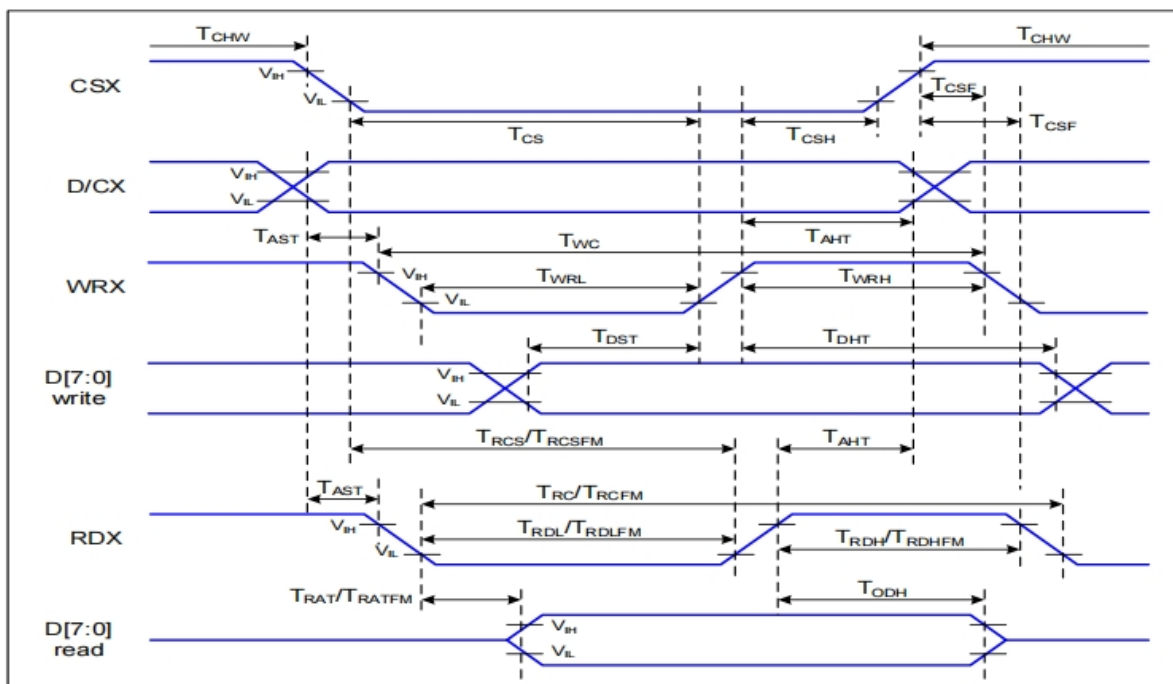 TCHW TCHW
VIH
CSX
VIL
TCSF
TCS TCSH TCSF
VIH
D/CX
VIL
TAST TWC TAHT
VIH
WRX TWRL TWRH
VIL
TDST TDHT
D[7:0] VIH
write VIL
TRCS/TRCSFM TAHT
TAST TRC/TRCFM
VIH
RDX TRDL/TRDLFM TRDH/TRDHFM
VIL
TRAT/TRATFM TODH
D[7:0] VIH
read VIL